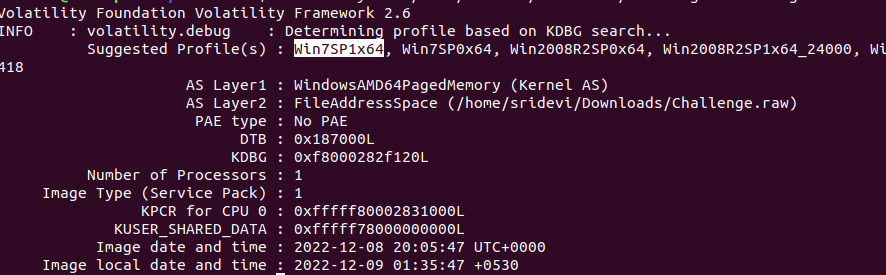 Volatility Foundation Volatility Framework 2.6
INFO    : volatility.debug    : Determining profile based on KDBG search...
Suggested Profile(s) : Win7SP1x64, Win7SP0x64, Win2008R2SP0x64, Win2008R2SP1x64_24000, Wi
418
AS Layer1 : WindowsAMD64PagedMemory (Kernel AS)
AS Layer2 : FileAddressSpace (/home/sridevi/Downloads/Challenge.raw)
PAE type : No PAE
DTB : 0x187000L
KDBG : 0xf8000282f120L
Number of Processors : 1
Image Type (Service Pack) : 1
KPCR for CPU 0 : 0xfffff80002831000L
KUSER_SHARED_DATA : 0xfffff78000000000L
Image date and time : 2022-12-08 20:05:47 UTC+0000
Image local date and time : 2022-12-09 01:35:47 +0530